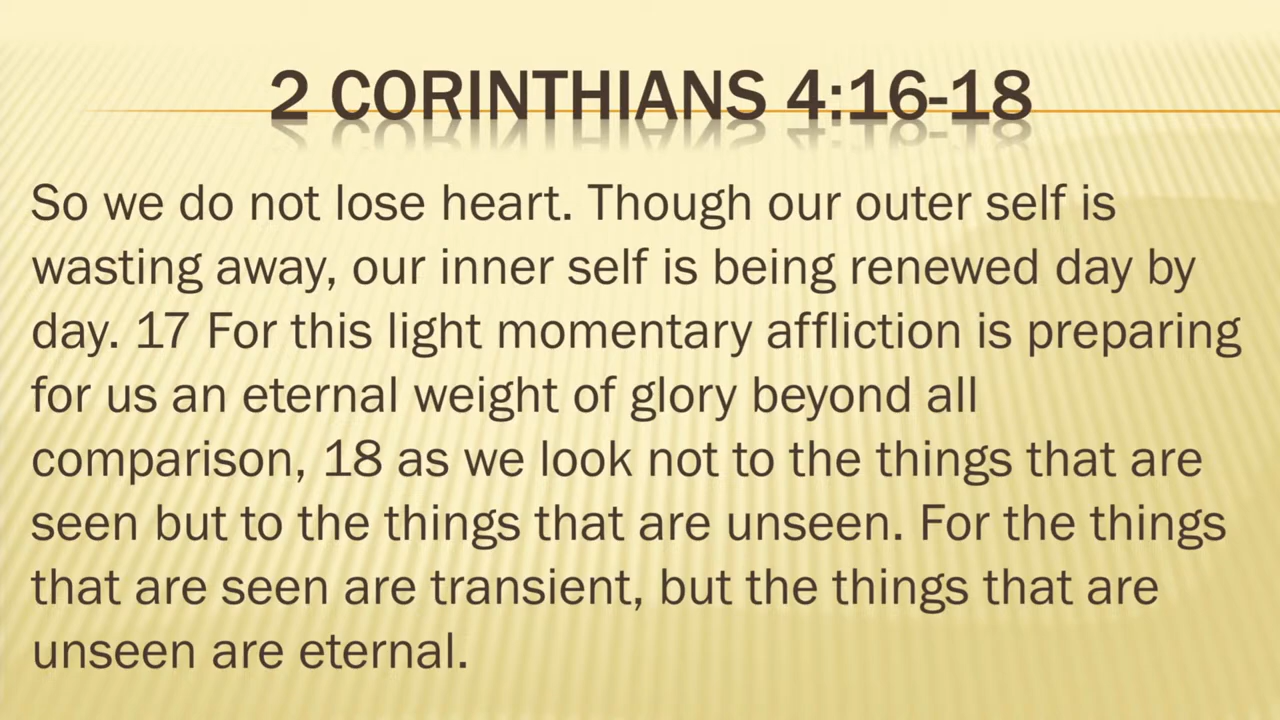 2 CORINTHIANS 4:16-18
So we do not lose heart. Though our outer self is
wasting away, our inner self is being renewed day by
day. 17 For this light momentary affliction is preparing
for us an eternal weight of glory beyond all
comparison, 18 as we look not to the things that are
seen but to the things that are unseen. For the things
that are seen are transient, but the things that are
unseen are eternal.